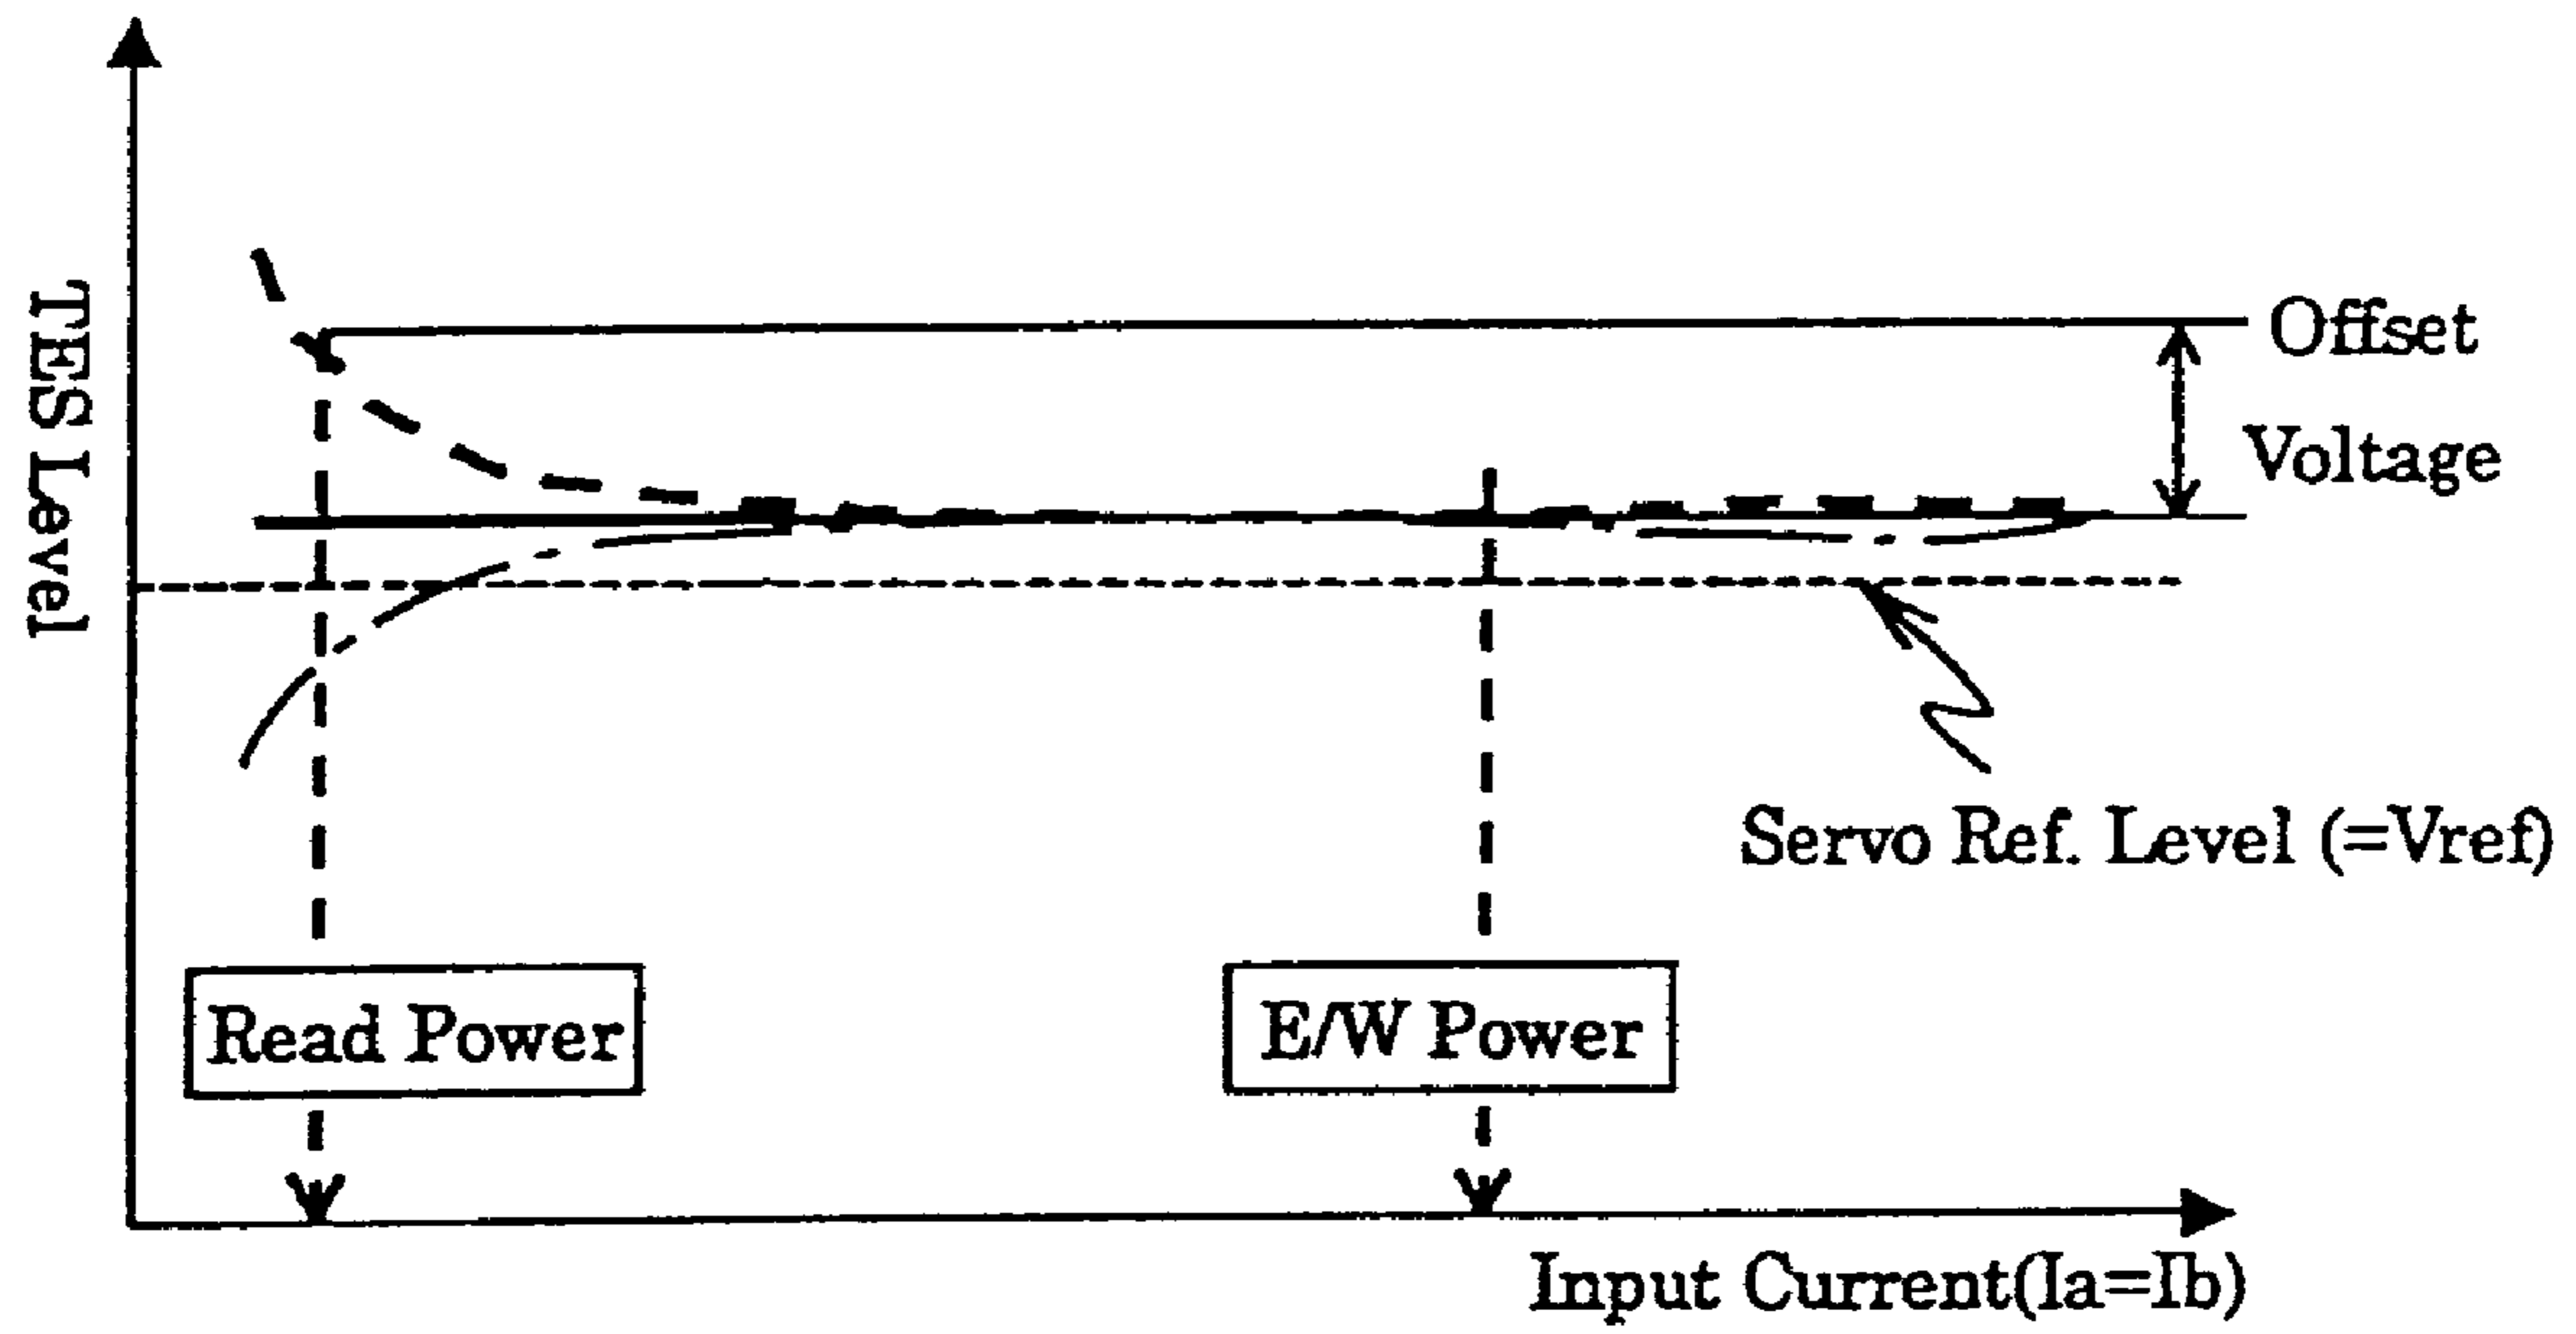 TES Level
Offset
Voltage
Servo Ref. Level (=Vref)
Read Power
E/W Power
Input Current(Ia=Ib)